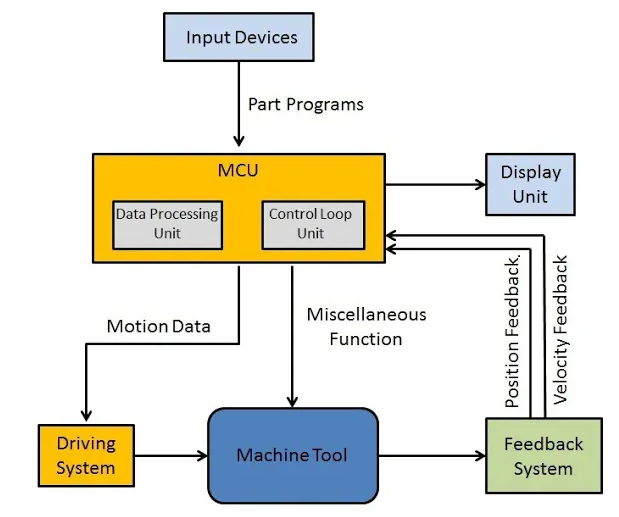 Input Devices
Part Programs
MCU
Data Processing
Unit
Control Loop
Unit
Display
Unit
Motion Data
Miscellaneous
Function
Position Feedback.
Velocity Feedback
Driving
System
Machine Tool
Feedback
System